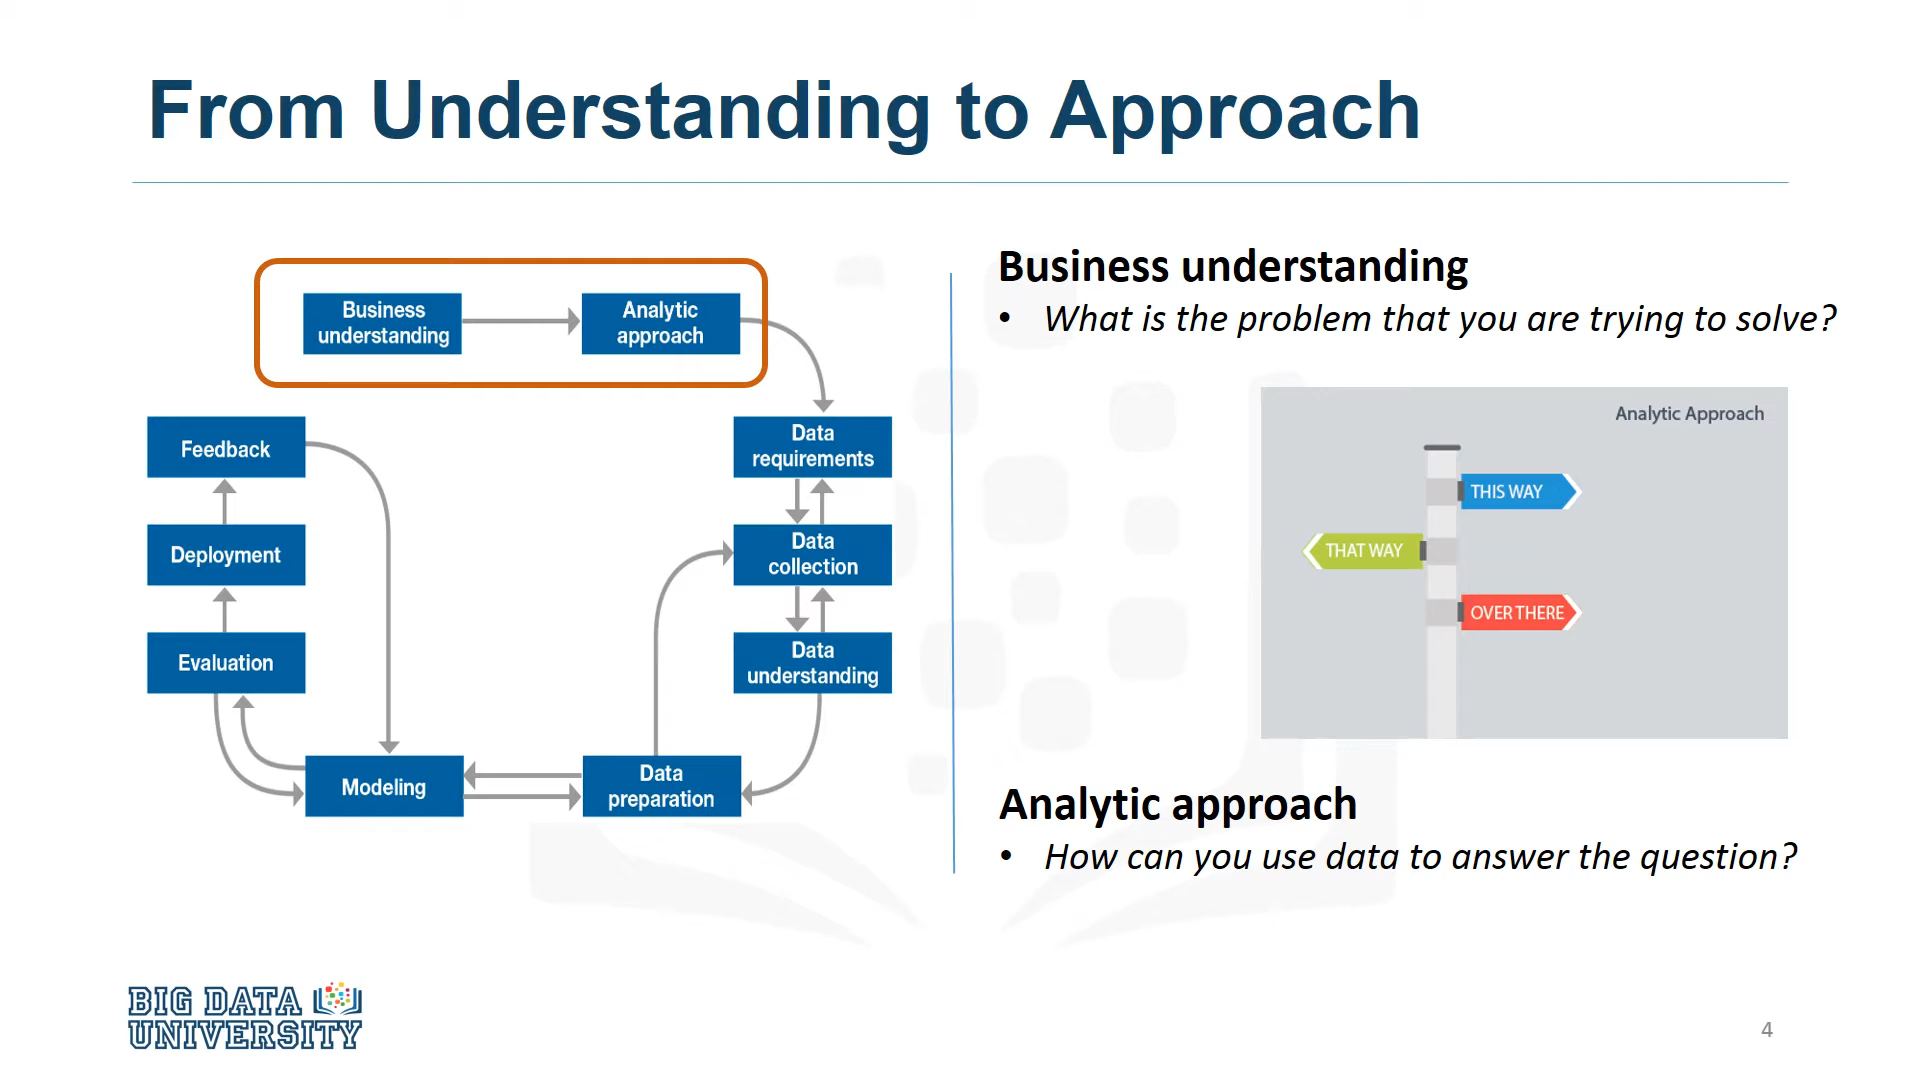 From Understanding to Approach
Business
understanding
Analytic
approach
Feedback
Deployment
Evaluation
Modeling
Data
preparation
Data
requirements
Data
collection
Data
understanding
Business understanding
• What is the problem that you are trying to solve?
Analytic Approach
THIS WAY
THAT WAY
OVER THERE
Analytic approach
• How can you use data to answer the question?
BIG DATA
UNIVERSITY
4